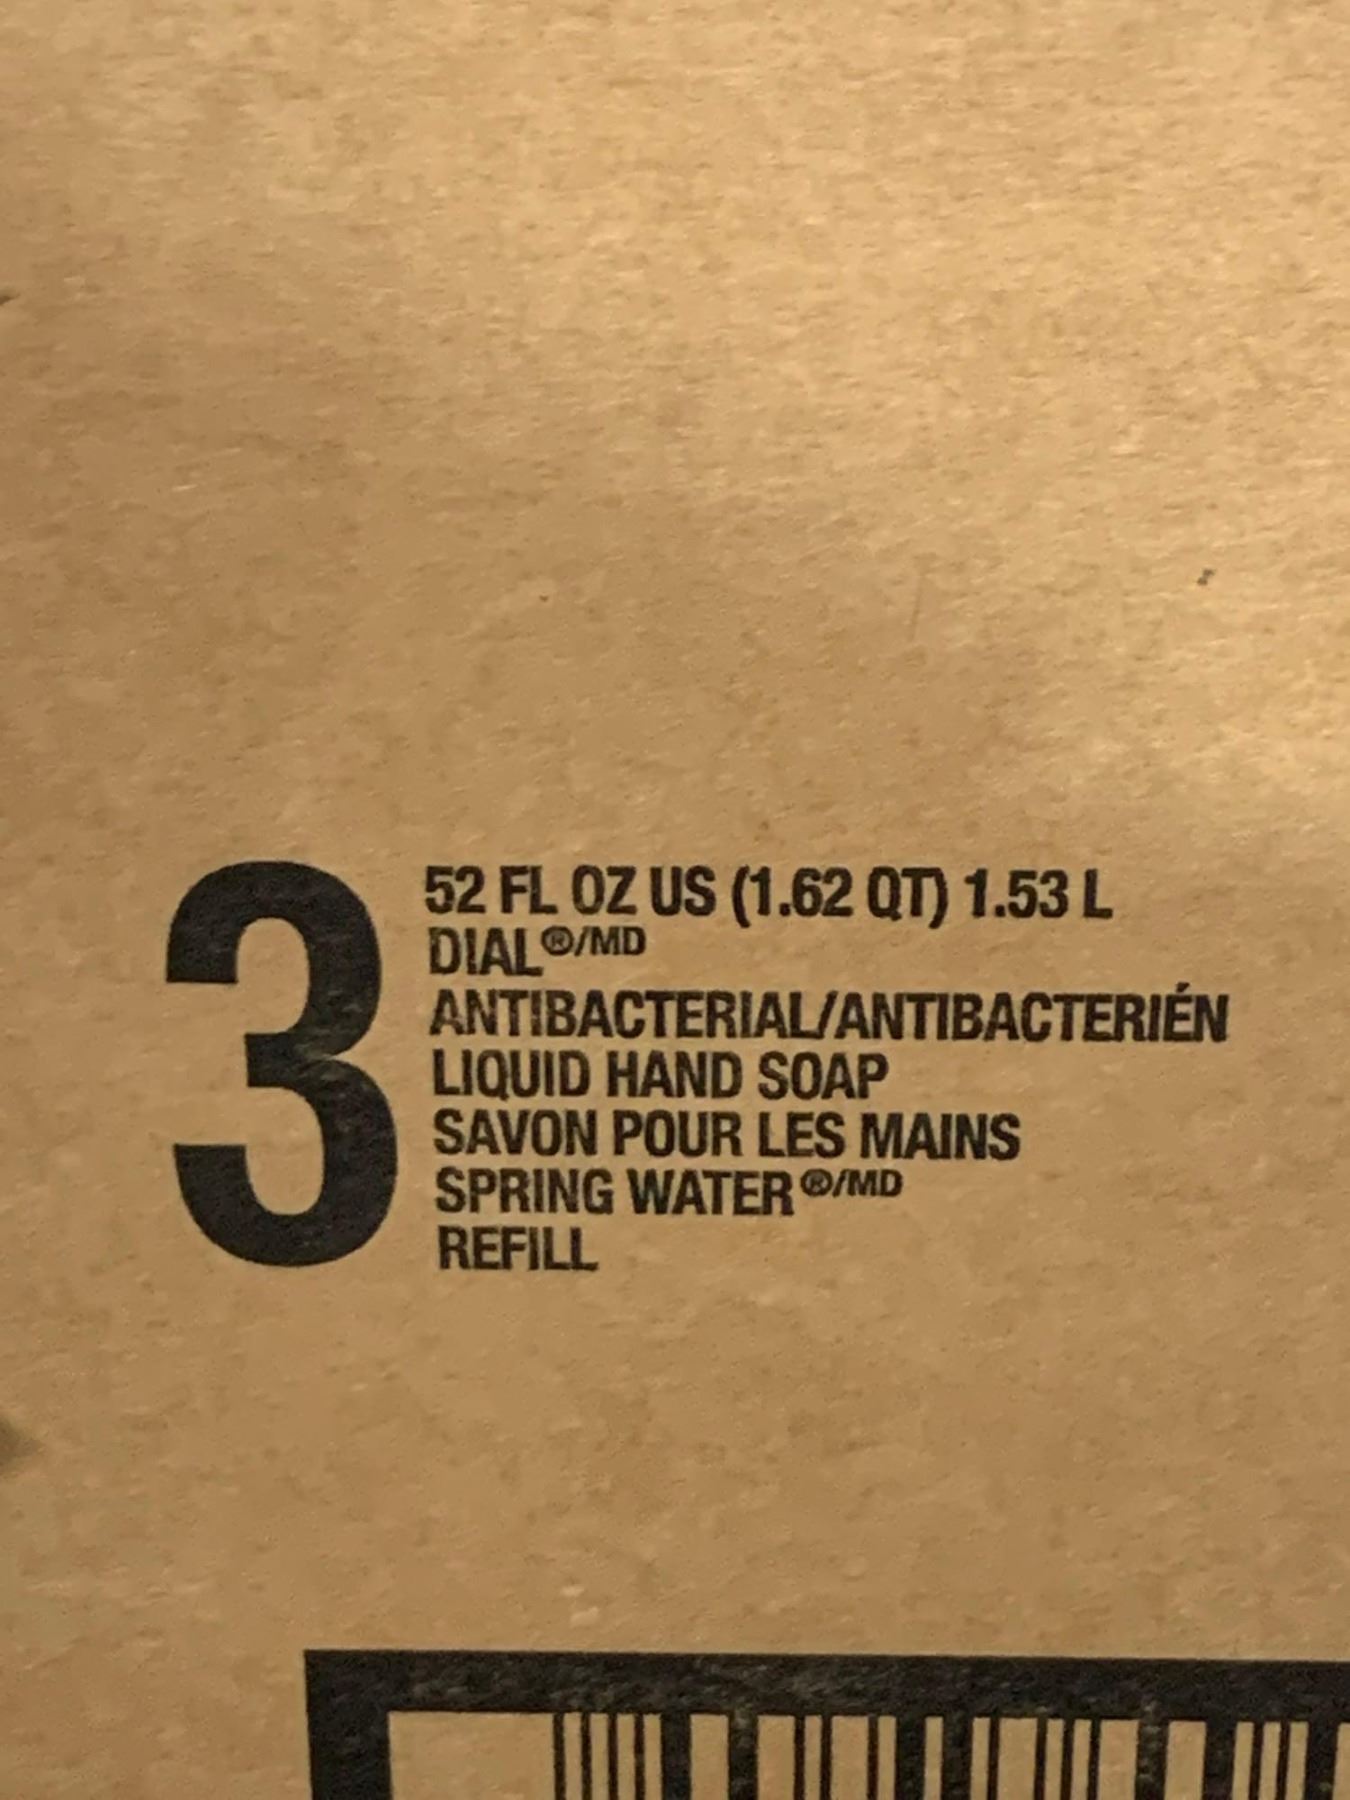 3
52 FL OZ US (1.62 QT) 1.53 L
DIAL®/MD
ANTIBACTERIAL/ANTIBACTERIÉN
LIQUID HAND SOAP
SAVON POUR LES MAINS
SPRING WATER®/MD
REFILL